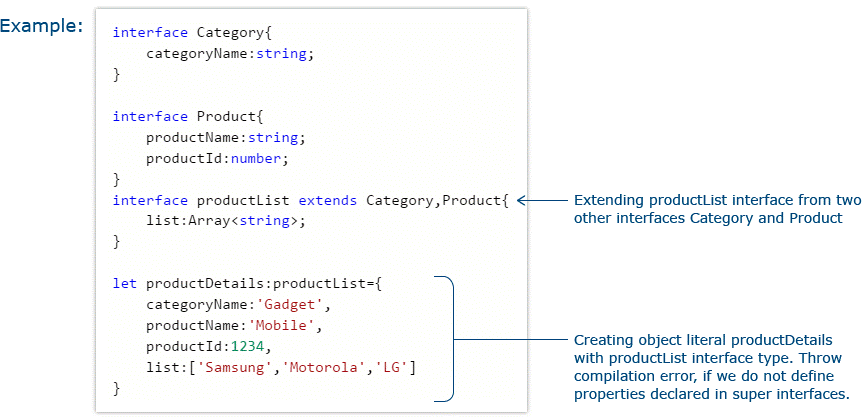 Example:
interface Category{
    categoryName:string;
}
interface Product{
    productName:string;
    productId:number;
}
interface productList extends Category,Product{
    list:Array<string>;
}
Extending productList interface from two
other interfaces Category and Product
let productDetails:productList={
    categoryName:'Gadget',
    productName:'Mobile',
    productId:1234,
    list:['Samsung','Motorola','LG']
}
Creating object literal productDetails
with productList interface type. Throw
compilation error, if we do not define
properties declared in super interfaces.